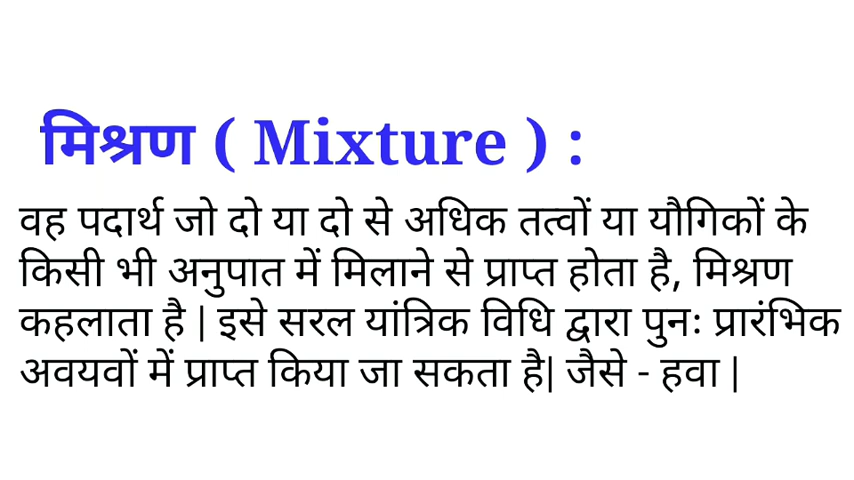 मिश्रण ( Mixture ) :
वह पदार्थ जो दो या दो से अधिक तत्वों या यौगिकों के
किसी भी अनुपात में मिलाने से प्राप्त होता है, मिश्रण
कहलाता है | इसे सरल यांत्रिक विधि द्वारा पुनः प्रारंभिक
अवयवों में प्राप्त किया जा सकता है| जैसे - हवा |